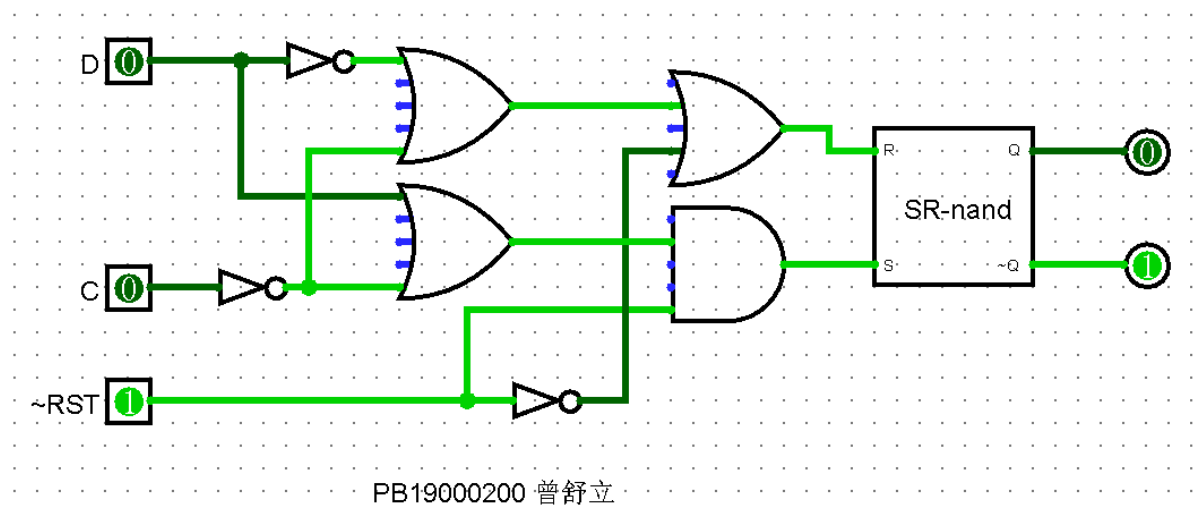 D 0
R Q 0
SR-nand
C 0
S ~Q 1
~RST 1
PB19000200 曾舒立